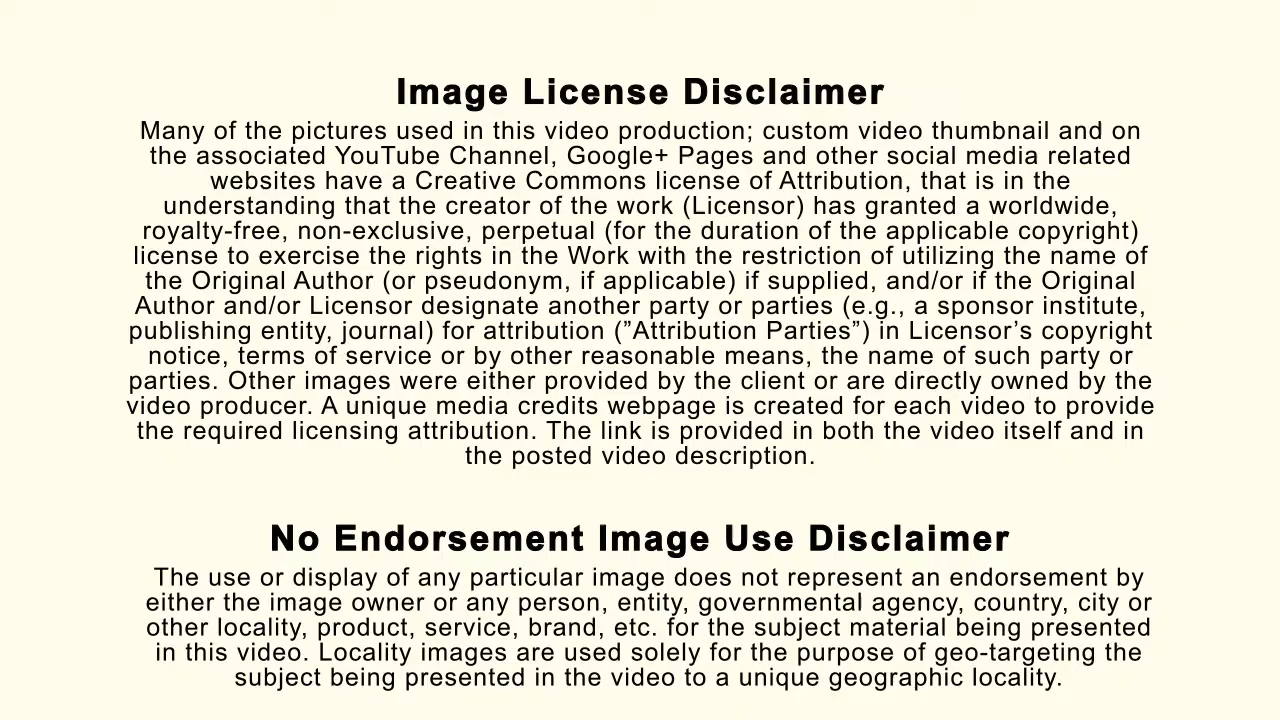 Image License Disclaimer
Many of the pictures used in this video production; custom video thumbnail and on
the associated YouTube Channel, Google+ Pages and other social media related
websites have a Creative Commons license of Attribution, that is in the
understanding that the creator of the work (Licensor) has granted a worldwide,
royalty-free, non-exclusive, perpetual (for the duration of the applicable copyright)
license to exercise the rights in the Work with the restriction of utilizing the name of
the Original Author (or pseudonym, if applicable) if supplied, and/or if the Original
Author and/or Licensor designate another party or parties (e.g., a sponsor institute,
publishing entity, journal) for attribution (”Attribution Parties”) in Licensor’s copyright
notice, terms of service or by other reasonable means, the name of such party or
parties. Other images were either provided by the client or are directly owned by the
video producer. A unique media credits webpage is created for each video to provide
the required licensing attribution. The link is provided in both the video itself and in
the posted video description.
No Endorsement Image Use Disclaimer
The use or display of any particular image does not represent an endorsement by
either the image owner or any person, entity, governmental agency, country, city or
other locality, product, service, brand, etc. for the subject material being presented
in this video. Locality images are used solely for the purpose of geo-targeting the
subject being presented in the video to a unique geographic locality.